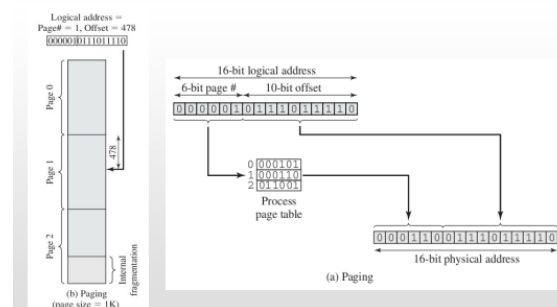 Logical address =
Page# = 1, Offset = 478
0000010111011110
Page 0
Page 1
478
Page 2
Internal
fragmentation
(b) Paging
(page size = 1K)
16-bit logical address
6-bit page # 10-bit offset
0000010111011110
0 000101
1 000110
2 011001
Process
page table
0001100111011110
16-bit physical address
(a) Paging